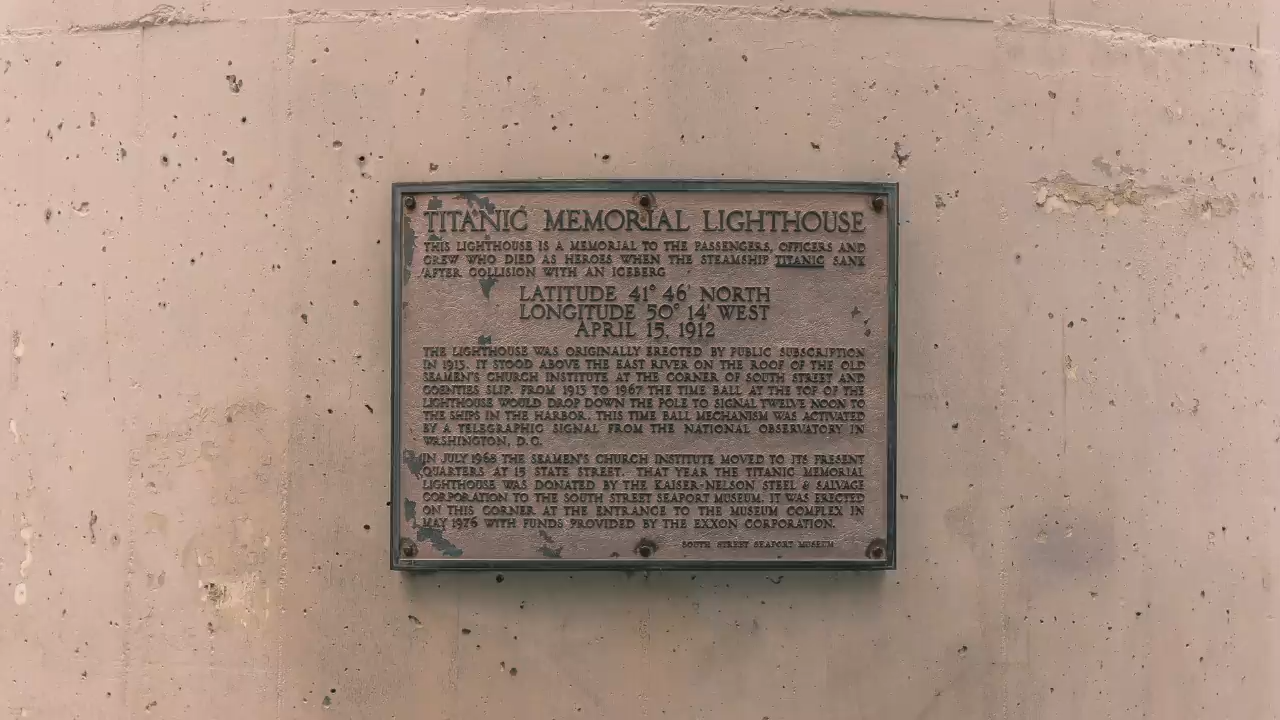 TITANIC MEMORIAL LIGHTHOUSE
THIS LIGHTHOUSE IS A MEMORIAL TO THE PASSENGERS, OFFICERS AND
CREW WHO DIED AS HEROES WHEN THE STEAMSHIP TITANIC SANK
AFTER COLLISION WITH AN ICEBERG
LATITUDE 41° 46' NORTH
LONGITUDE 50° 14' WEST
APRIL 15, 1912
THE LIGHTHOUSE WAS ORIGINALLY ERECTED BY PUBLIC SUBSCRIPTION
IN 1913. IT STOOD ABOVE THE EAST RIVER ON THE ROOF OF THE OLD
SEAMEN'S CHURCH INSTITUTE AT THE CORNER OF SOUTH STREET AND
COENTIES SLIP. FROM 1913 TO 1967 THE TIME BALL AT THE TOP OF THE
LIGHTHOUSE WOULD DROP DOWN THE POLE TO SIGNAL TWELVE NOON TO
THE SHIPS IN THE HARBOR. THIS TIME BALL MECHANISM WAS ACTIVATED
BY A TELEGRAPHIC SIGNAL FROM THE NATIONAL OBSERVATORY IN
WASHINGTON, D.C.
IN JULY 1968 THE SEAMEN'S CHURCH INSTITUTE MOVED TO ITS PRESENT
QUARTERS AT 15 STATE STREET. THAT YEAR THE TITANIC MEMORIAL
LIGHTHOUSE WAS DONATED BY THE KAISER-NELSON STEEL & SALVAGE
CORPORATION TO THE SOUTH STREET SEAPORT MUSEUM. IT WAS ERECTED
ON THIS CORNER AT THE ENTRANCE TO THE MUSEUM COMPLEX IN
MAY 1976 WITH FUNDS PROVIDED BY THE EXXON CORPORATION.
SOUTH STREET SEAPORT MUSEUM